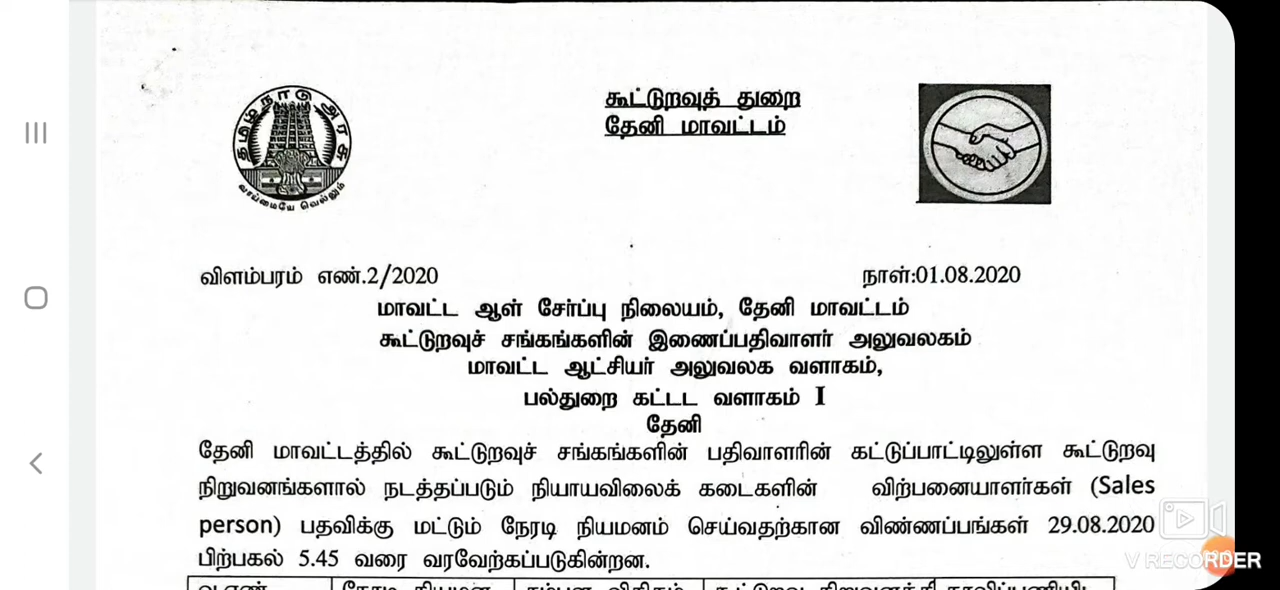 தமிழ்நாடு அரசு
வாய்மையே வெல்லும்
கூட்டுறவுத் துறை
தேனி மாவட்டம்
விளம்பரம் எண்.2/2020 நாள்:01.08.2020
மாவட்ட ஆள் சேர்ப்பு நிலையம், தேனி மாவட்டம்
கூட்டுறவுச் சங்கங்களின் இணைப்பதிவாளர் அலுவலகம்
மாவட்ட ஆட்சியர் அலுவலக வளாகம்,
பல்துறை கட்டட வளாகம் I
தேனி
தேனி மாவட்டத்தில் கூட்டுறவுச் சங்கங்களின் பதிவாளரின் கட்டுப்பாட்டிலுள்ள கூட்டுறவு
நிறுவனங்களால் நடத்தப்படும் நியாயவிலைக் கடைகளின் விற்பனையாளர்கள் (Sales
person) பதவிக்கு மட்டும் நேரடி நியமனம் செய்வதற்கான விண்ணப்பங்கள் 29.08.2020
பிற்பகல் 5.45 வரை வரவேற்கப்படுகின்றன.
V RECORDER